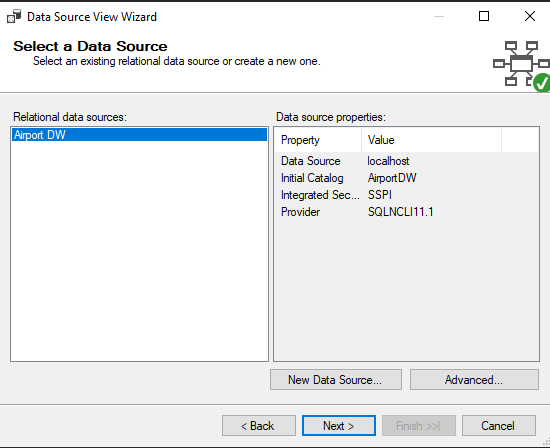 Data Source View Wizard
Select a Data Source
Select an existing relational data source or create a new one.
Relational data sources:
Airport DW
Data source properties:
Property Value
Data Source localhost
Initial Catalog AirportDW
Integrated Sec... SSPI
Provider SQLNCLI11.1
New Data Source... Advanced...
< Back Next > Finish >>| Cancel